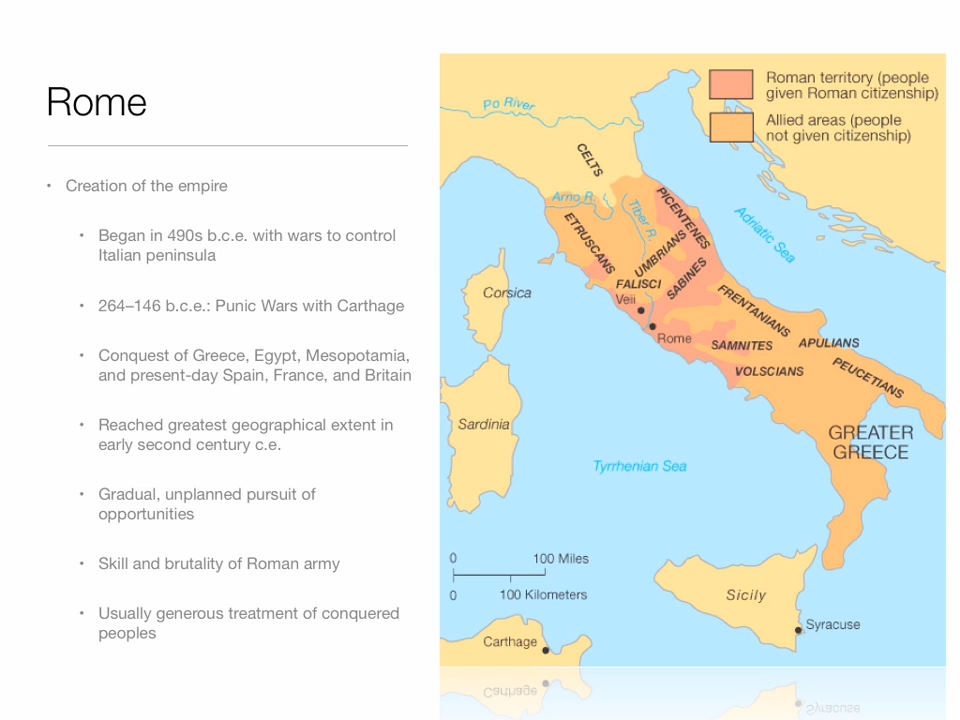 Rome
• Creation of the empire
• Began in 490s b.c.e. with wars to control
Italian peninsula
• 264–146 b.c.e.: Punic Wars with Carthage
• Conquest of Greece, Egypt, Mesopotamia,
and present-day Spain, France, and Britain
• Reached greatest geographical extent in
early second century c.e.
• Gradual, unplanned pursuit of
opportunities
• Skill and brutality of Roman army
• Usually generous treatment of conquered
peoples
Roman territory (people
given Roman citizenship)
Allied areas (people
not given citizenship)
Po River
CELTS
Arno R.
Tiber R.
PICENTENES
Adriatic Sea
ETRUSCANS
UMBRIANS
SABINES
FALISCI
Veii
Corsica
FRENTANIANS
Rome
SAMNITES
APULIANS
VOLSCIANS
PEUCETIANS
Sardinia
GREATER
GREECE
Tyrrhenian Sea
0 100 Miles
0 100 Kilometers
Sicily
Syracuse
Carthage
Carthage
Syracuse